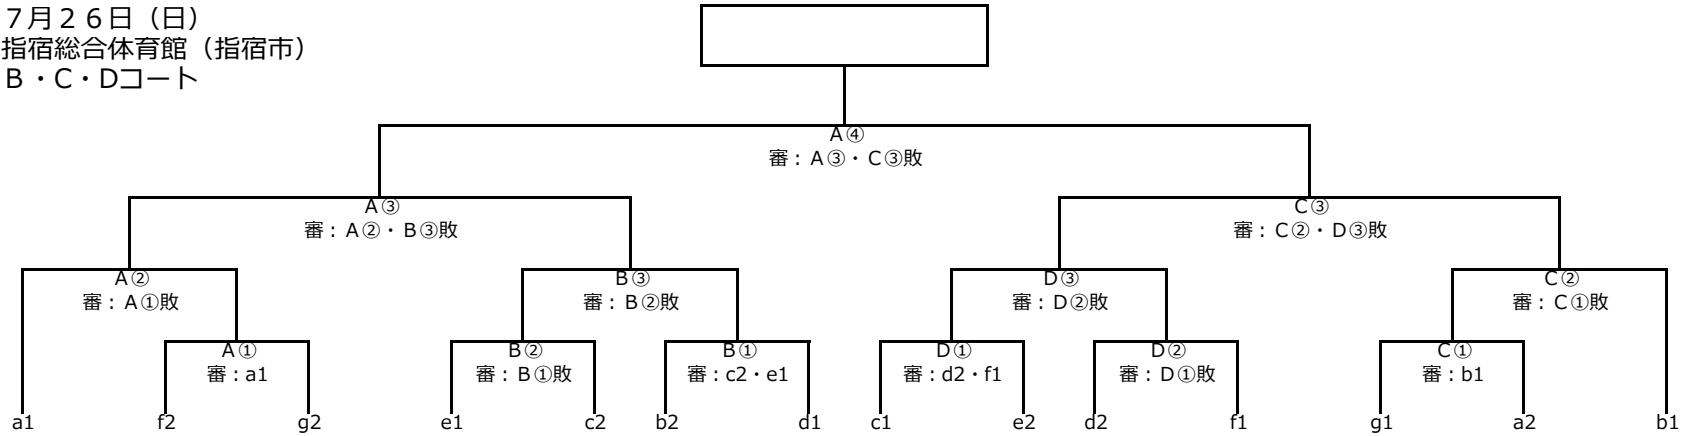 ７月２６日（日）
指宿総合体育館（指宿市）
Ｂ・Ｃ・Ｄコート
Ａ④
審：Ａ③・Ｃ③敗
Ａ③
審：Ａ②・Ｂ③敗
Ｃ③
審：Ｃ②・Ｄ③敗
Ａ②
審：Ａ①敗
Ｂ③
審：Ｂ②敗
Ｄ③
審：Ｄ②敗
Ｃ②
審：Ｃ①敗
Ａ①
審：a1
Ｂ②
審：Ｂ①敗
Ｂ①
審：c2・e1
Ｄ①
審：d2・f1
Ｄ②
審：Ｄ①敗
Ｃ①
審：b1
a1 f2 g2 e1 c2 b2 d1 c1 e2 d2 f1 g1 a2 b1